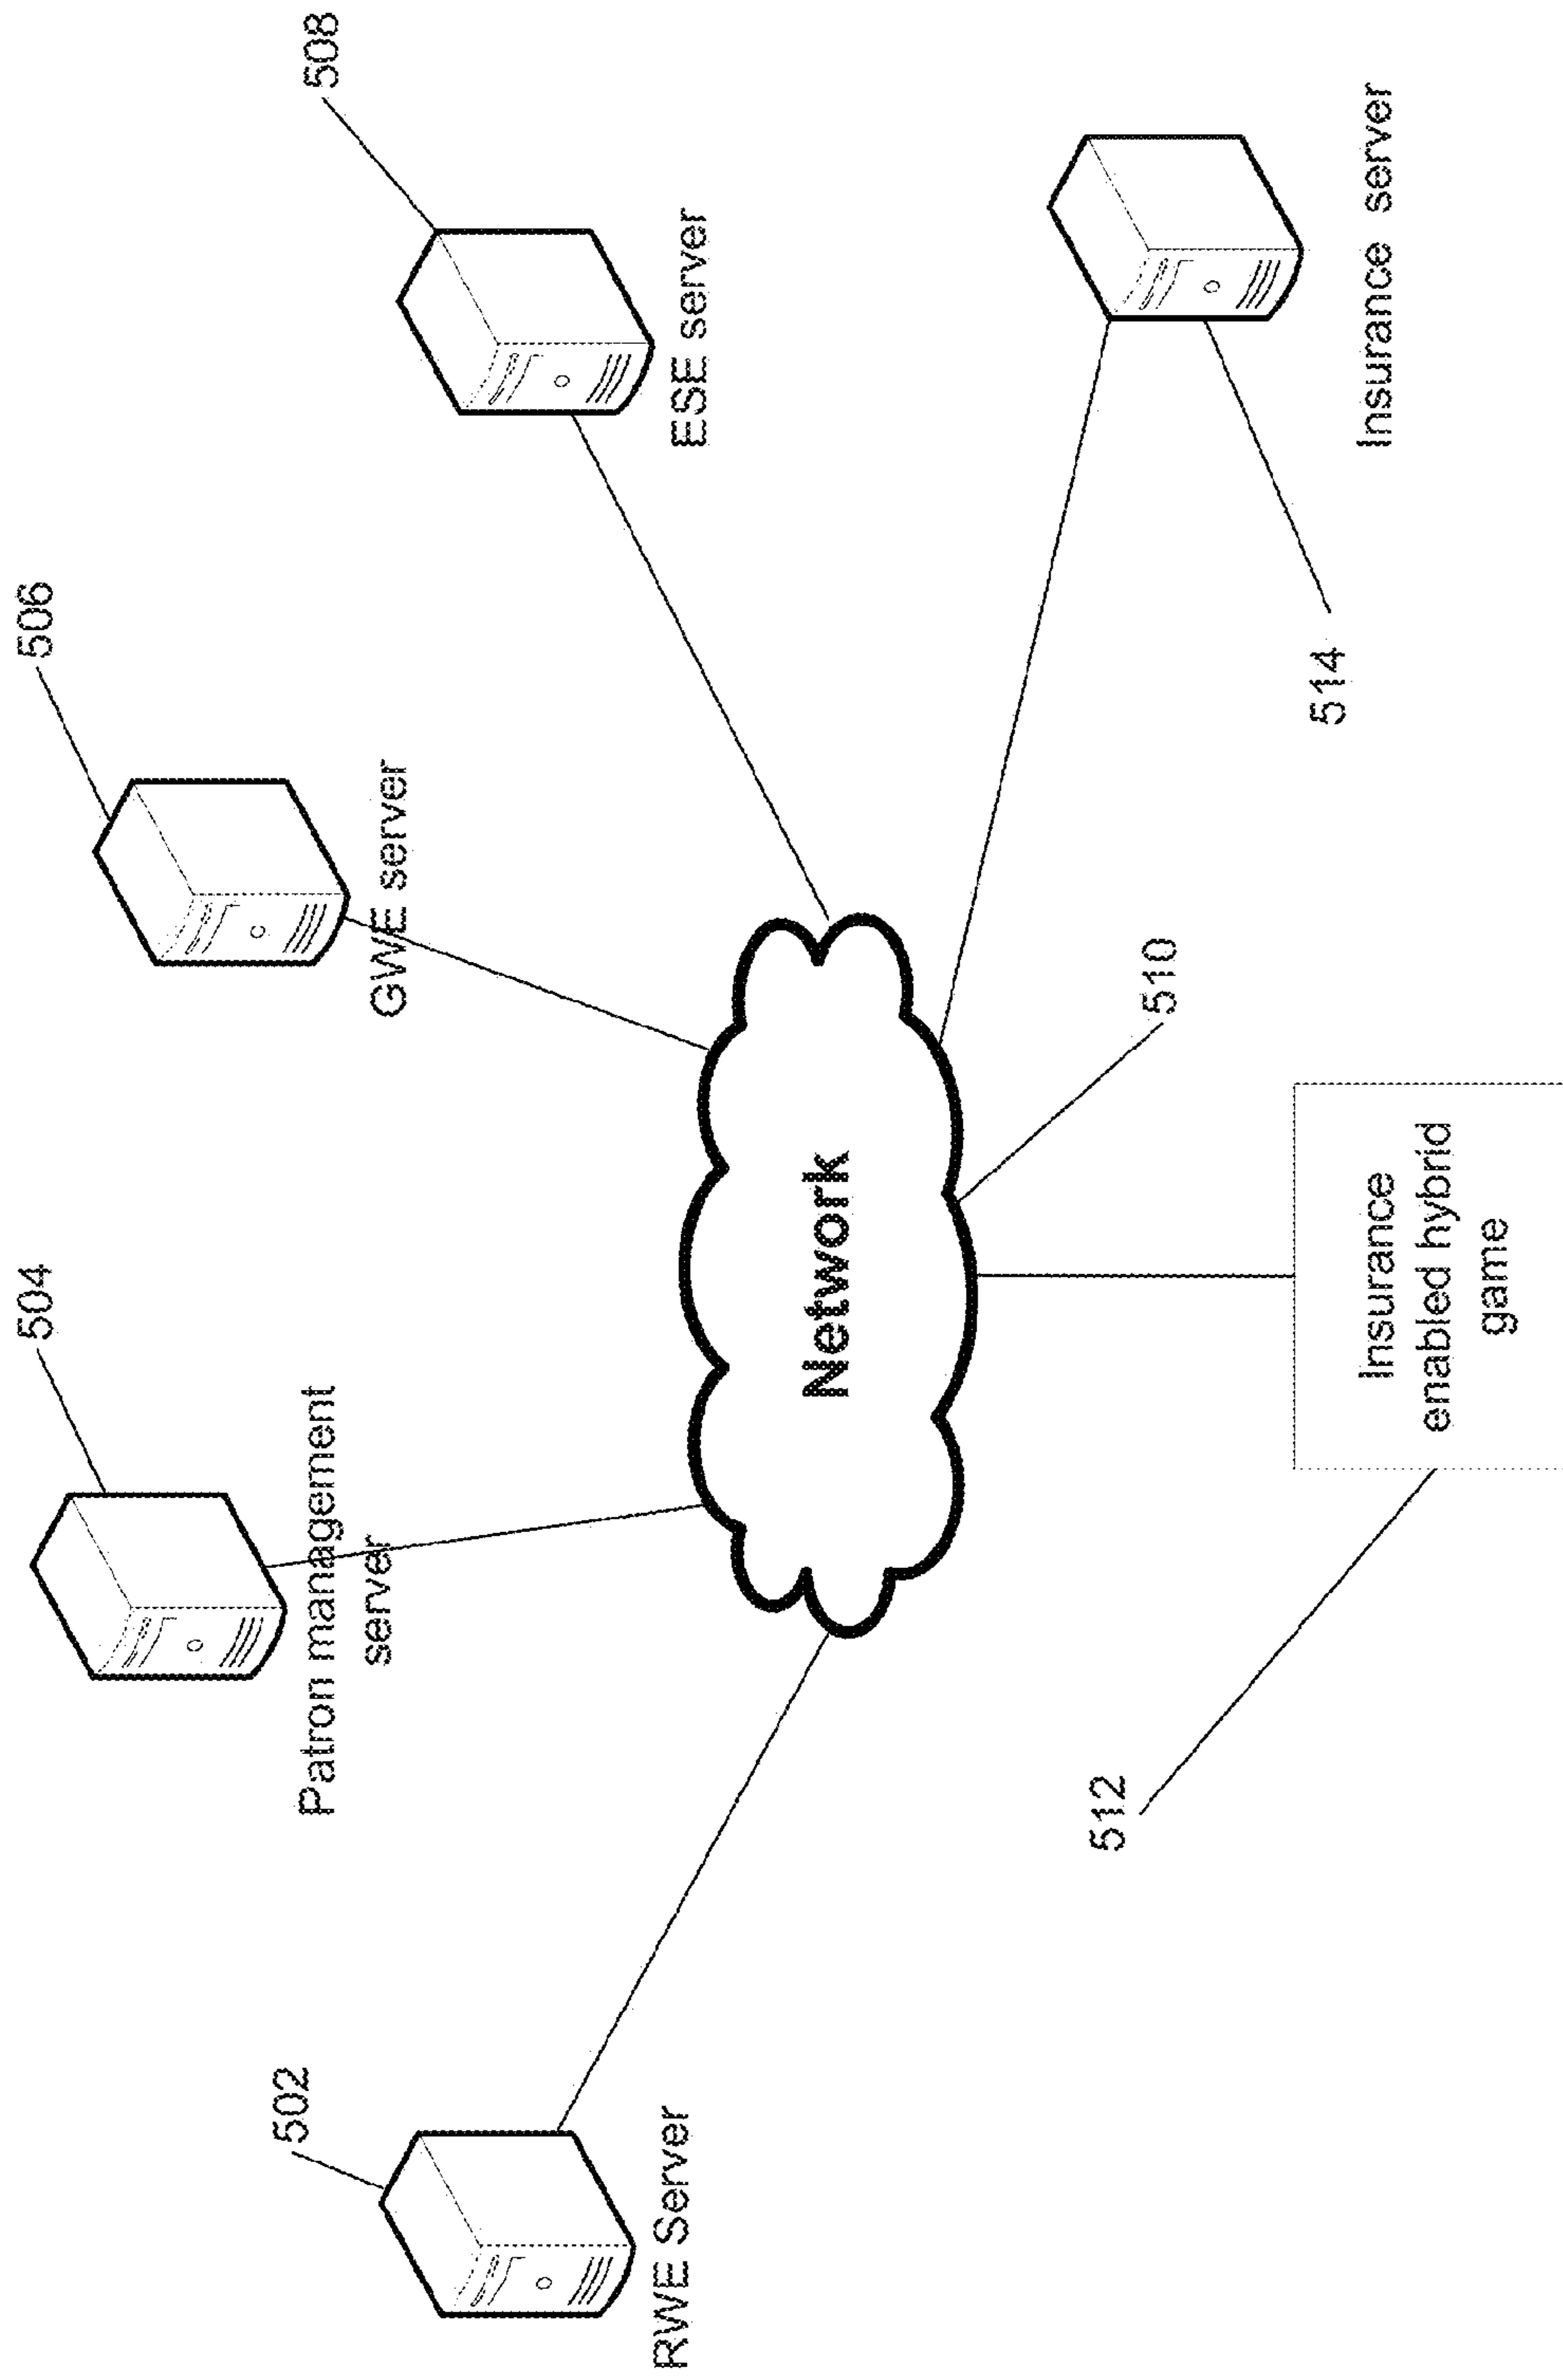 504
506
508
502
Patron management
server
GWE server
ESE server
RWE Server
Network
510
512
514
Insurance
enabled hybrid
game
Insurance server